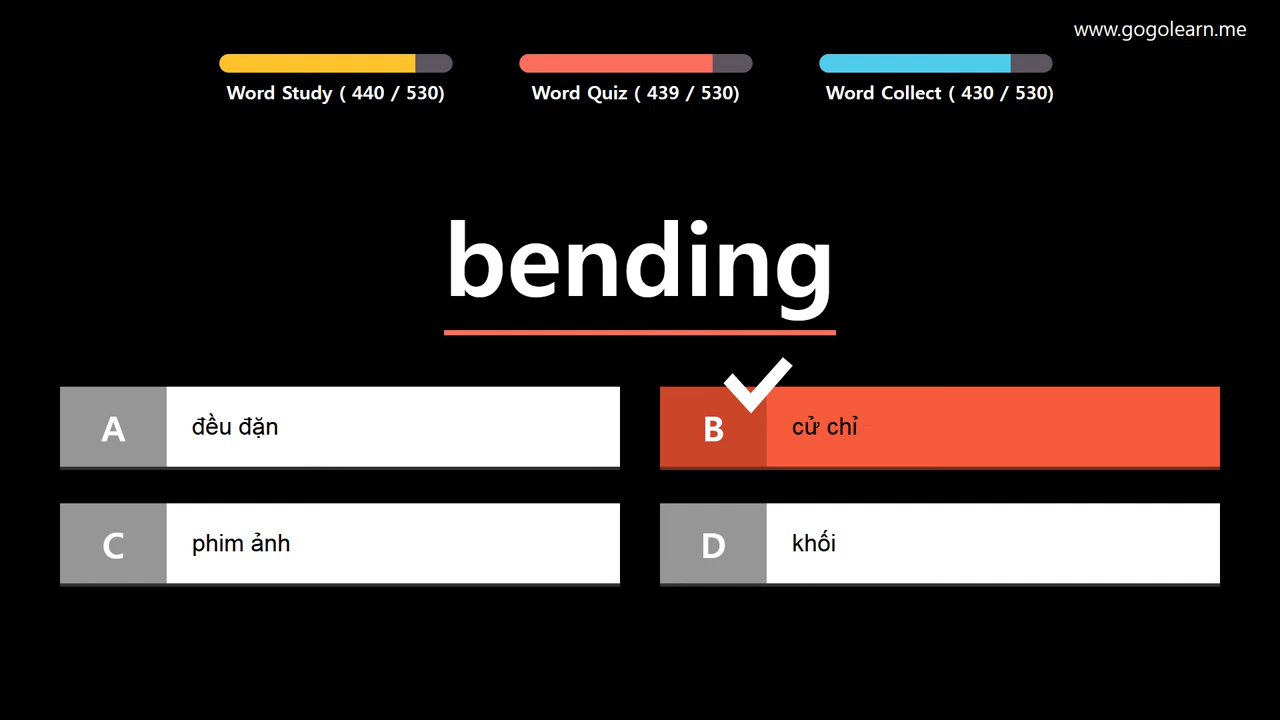 www.gogolearn.me
Word Study ( 440 / 530)
Word Quiz ( 439 / 530)
Word Collect ( 430 / 530)
bending
A đều đặn
B cử chỉ
C phim ảnh
D khối